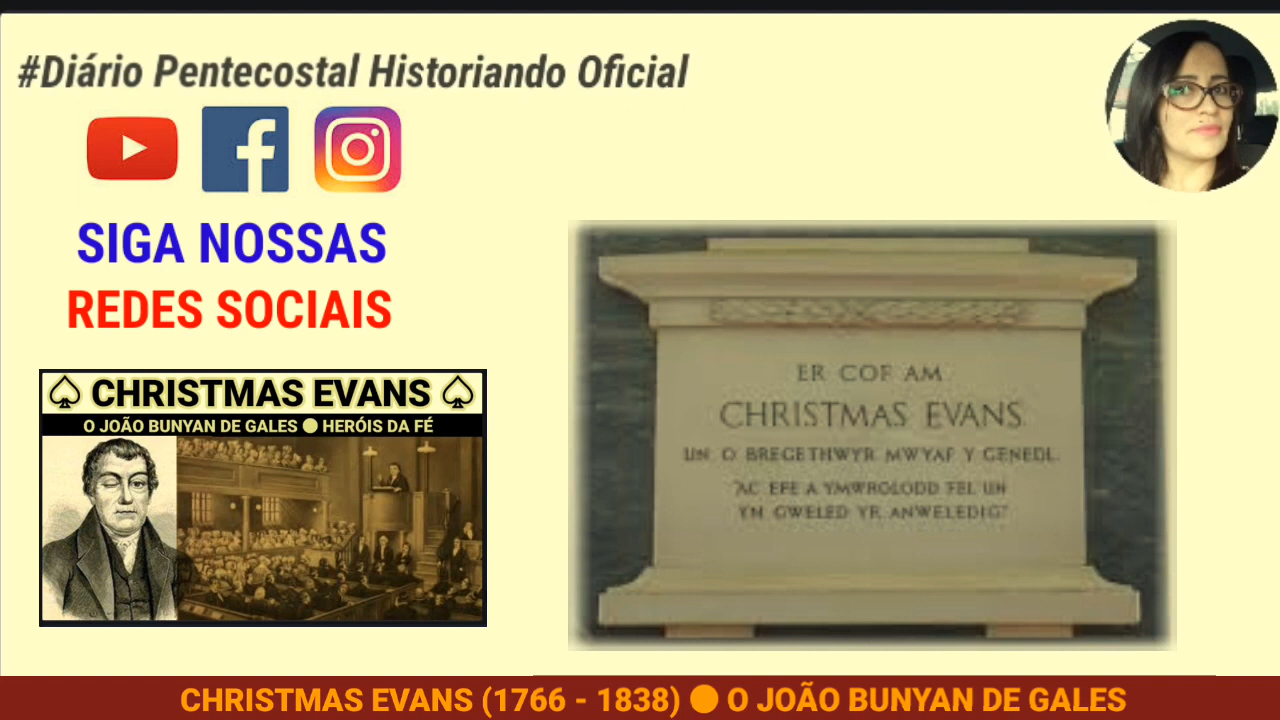 #Diário Pentecostal Historiando Oficial
SIGA NOSSAS
REDES SOCIAIS
♤ CHRISTMAS EVANS ♤
O JOÃO BUNYAN DE GALES ● HERÓIS DA FÉ
ER COF AM
CHRISTMAS EVANS
UN O BREGETHWYR MWYAF Y GENEDL.
"AC EFE A YMWROLODD FEL UN
YN GWELED YR ANWELEDIG"
CHRISTMAS EVANS (1766 - 1838) ● O JOÃO BUNYAN DE GALES